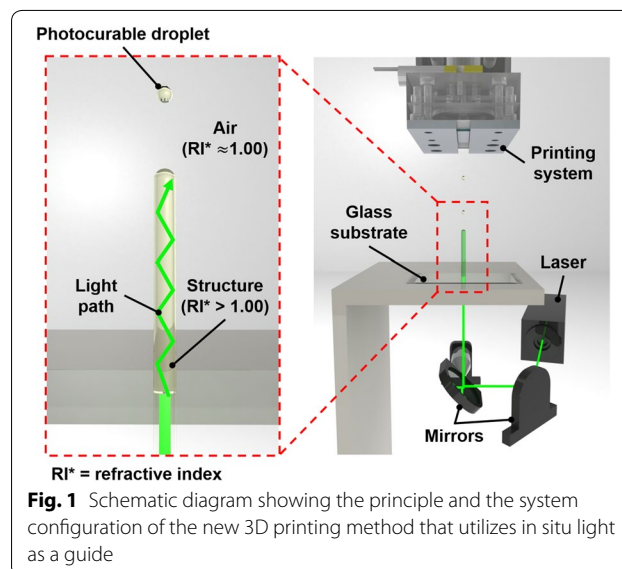 Photocurable droplet
Air
(RI* ≈1.00)
Light
path
Structure
(RI* > 1.00)
RI* = refractive index
Printing
system
Glass
substrate
Laser
Mirrors
Fig. 1 Schematic diagram showing the principle and the system
configuration of the new 3D printing method that utilizes in situ light
as a guide